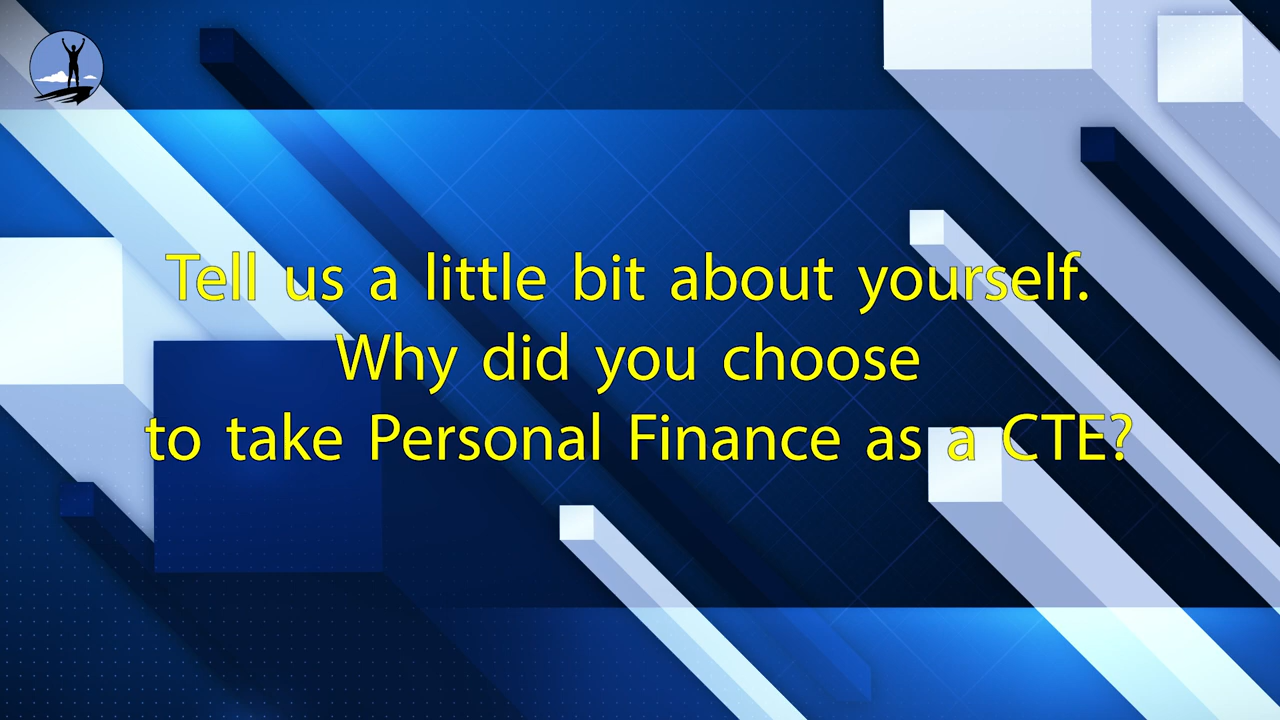 Tell us a little bit about yourself.
Why did you choose
to take Personal Finance as a CTE?